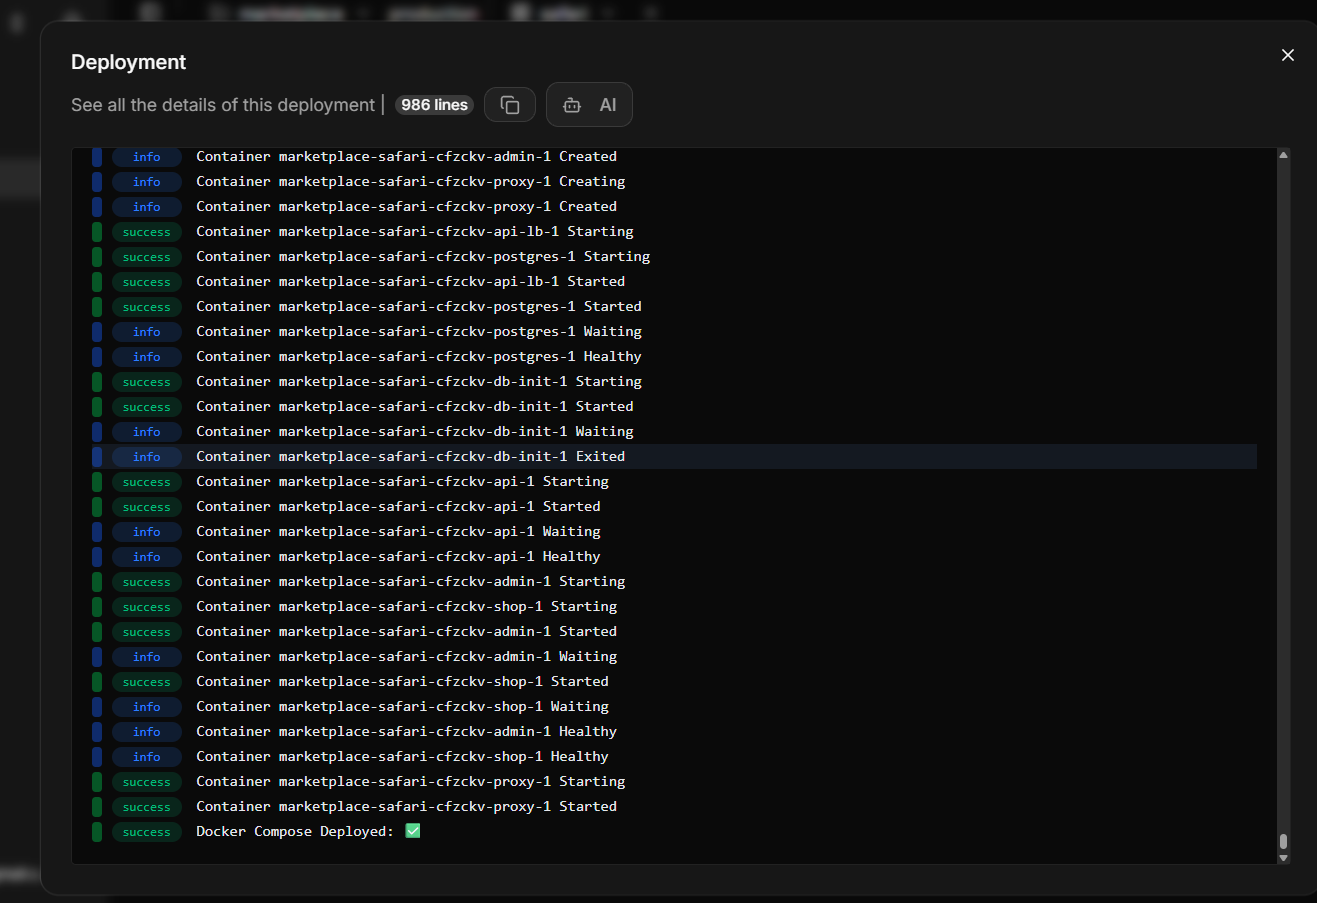 marketplace production safari
Deployment
See all the details of this deployment | 986 lines AI
info Container marketplace-safari-cfzckv-admin-1 Created
info Container marketplace-safari-cfzckv-proxy-1 Creating
info Container marketplace-safari-cfzckv-proxy-1 Created
success Container marketplace-safari-cfzckv-api-lb-1 Starting
success Container marketplace-safari-cfzckv-postgres-1 Starting
success Container marketplace-safari-cfzckv-api-lb-1 Started
success Container marketplace-safari-cfzckv-postgres-1 Started
info Container marketplace-safari-cfzckv-postgres-1 Waiting
info Container marketplace-safari-cfzckv-postgres-1 Healthy
success Container marketplace-safari-cfzckv-db-init-1 Starting
success Container marketplace-safari-cfzckv-db-init-1 Started
info Container marketplace-safari-cfzckv-db-init-1 Waiting
info Container marketplace-safari-cfzckv-db-init-1 Exited
success Container marketplace-safari-cfzckv-api-1 Starting
success Container marketplace-safari-cfzckv-api-1 Started
info Container marketplace-safari-cfzckv-api-1 Waiting
info Container marketplace-safari-cfzckv-api-1 Healthy
success Container marketplace-safari-cfzckv-admin-1 Starting
success Container marketplace-safari-cfzckv-shop-1 Starting
success Container marketplace-safari-cfzckv-admin-1 Started
info Container marketplace-safari-cfzckv-admin-1 Waiting
success Container marketplace-safari-cfzckv-shop-1 Started
info Container marketplace-safari-cfzckv-shop-1 Waiting
info Container marketplace-safari-cfzckv-admin-1 Healthy
info Container marketplace-safari-cfzckv-shop-1 Healthy
success Container marketplace-safari-cfzckv-proxy-1 Starting
success Container marketplace-safari-cfzckv-proxy-1 Started
success Docker Compose Deployed: ✅